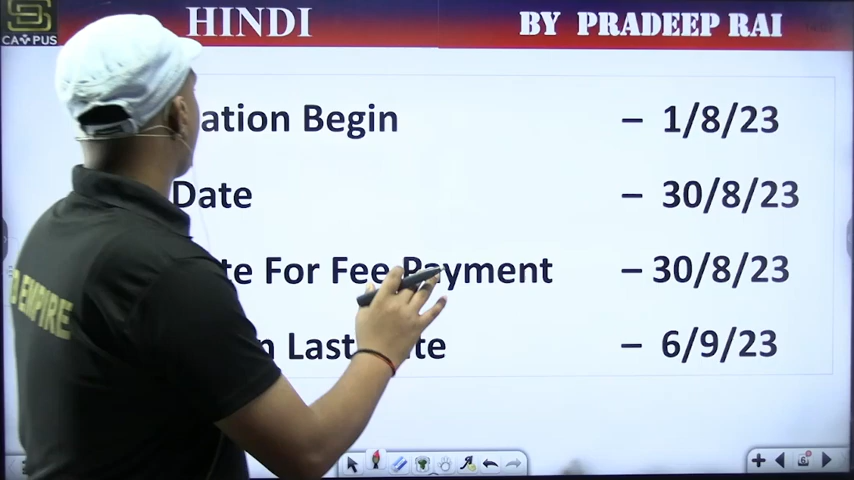 HINDI BY PRADEEP RAI
CAMPUS
ation Begin – 1/8/23
Date – 30/8/23
te For Fee Payment – 30/8/23
n Last te – 6/9/23
EMPIRE
6